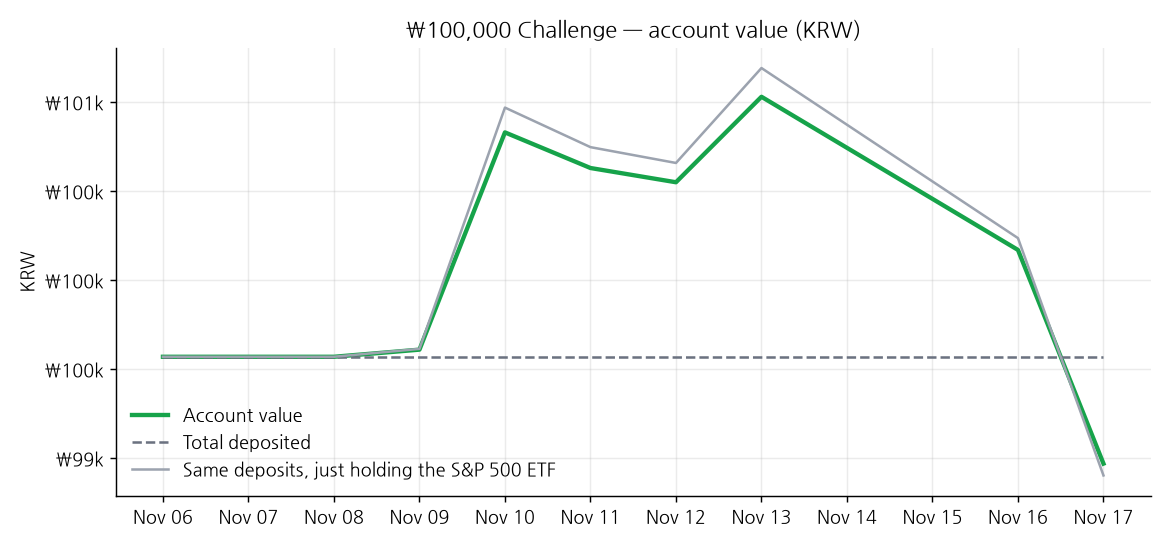 ₩100,000 Challenge — account value (KRW)
₩101k
₩100k
₩100k
₩100k
₩99k
KRW
Account value
Total deposited
Same deposits, just holding the S&P 500 ETF
Nov 06 Nov 07 Nov 08 Nov 09 Nov 10 Nov 11 Nov 12 Nov 13 Nov 14 Nov 15 Nov 16 Nov 17